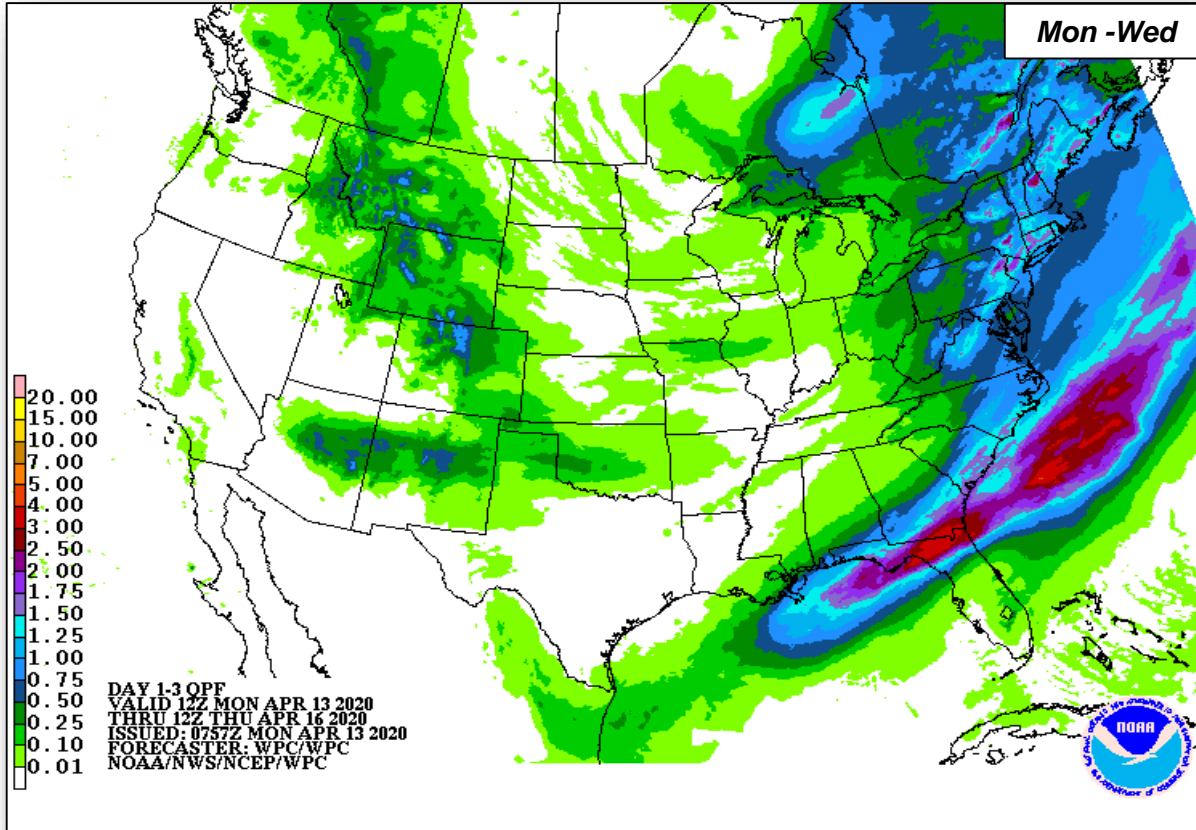 Mon -Wed
20.00
15.00
10.00
7.00
5.00
4.00
3.00
2.50
2.00
1.75
1.50
1.25
1.00
0.75
0.50
0.25
0.10
0.01
DAY 1-3 QPF
VALID 12Z MON APR 13 2020
THRU 12Z THU APR 16 2020
ISSUED: 0757Z MON APR 13 2020
FORECASTER: WPC/WPC
NOAA/NWS/NCEP/WPC
NOAA